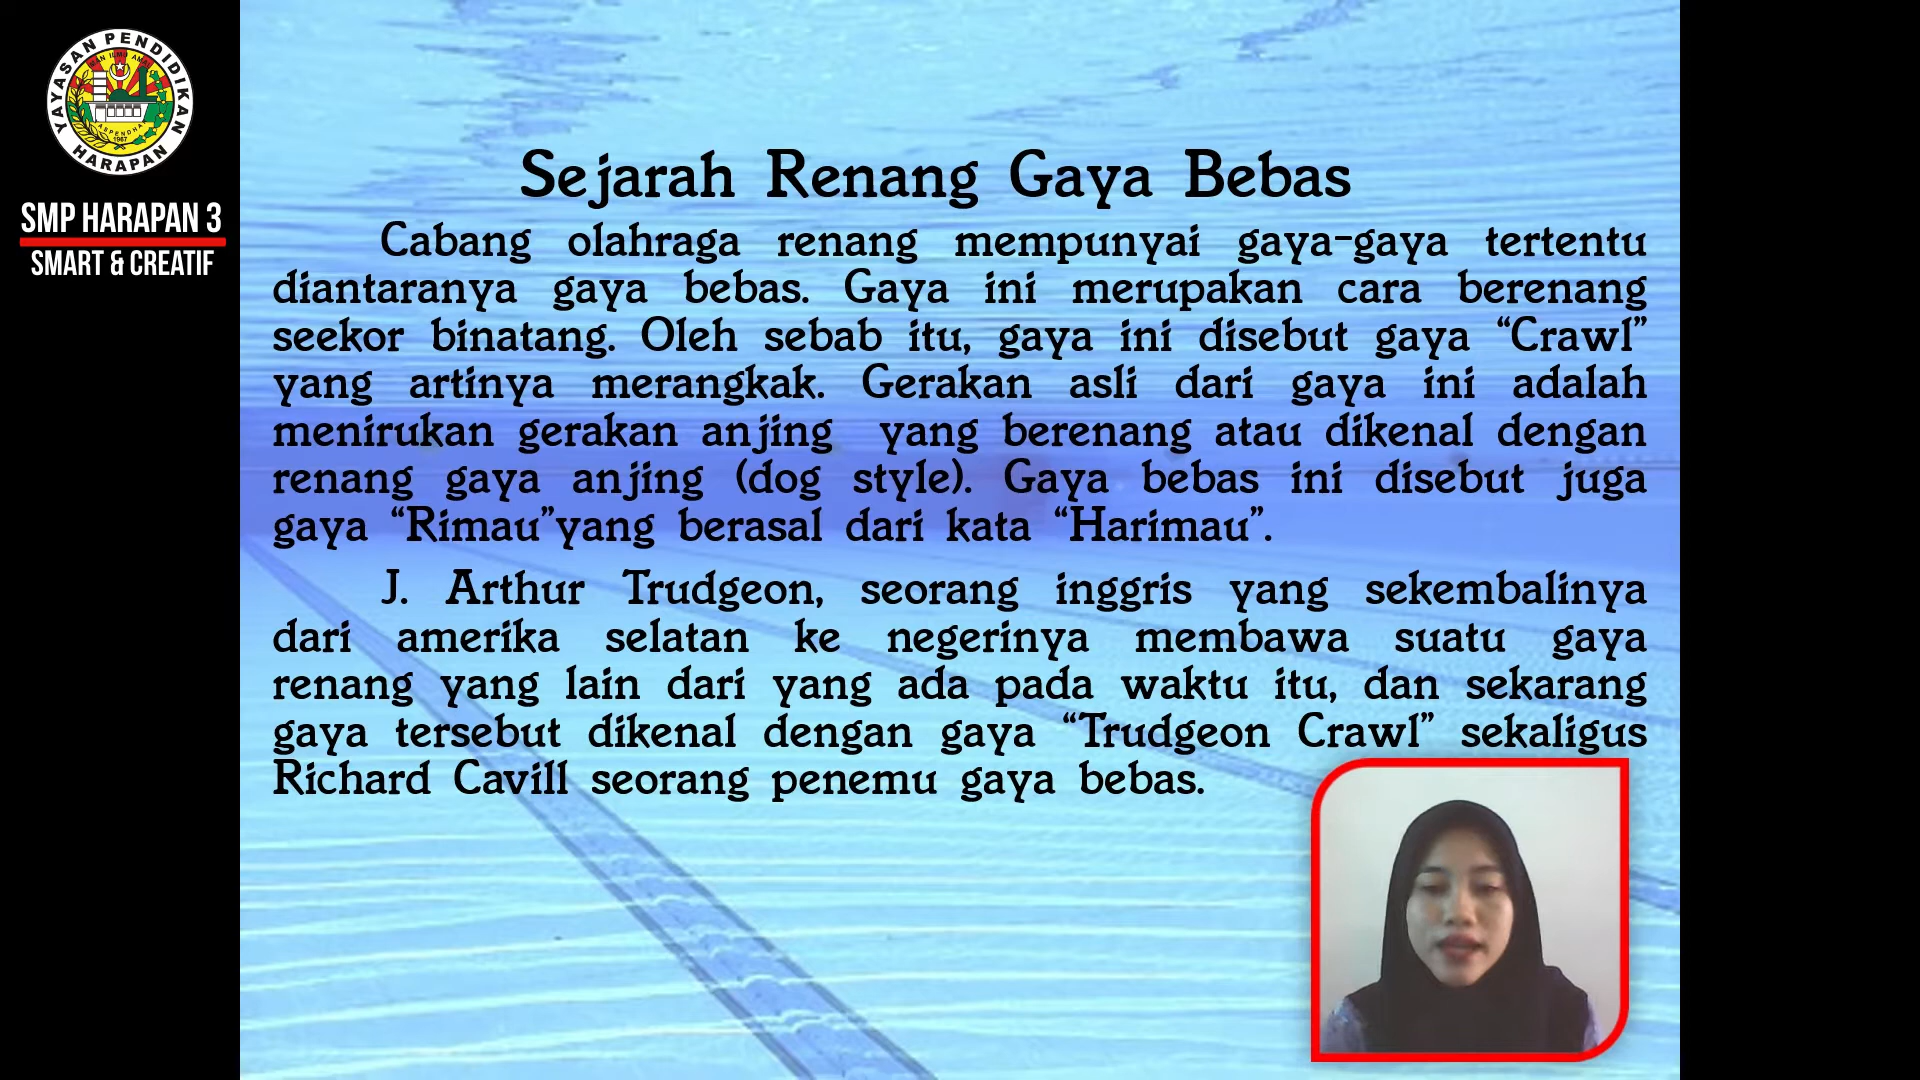 YAYASAN PENDIDIKAN
HARAPAN
1967
SMP HARAPAN 3
SMART & CREATIF
Sejarah Renang Gaya Bebas
Cabang olahraga renang mempunyai gaya-gaya tertentu
diantaranya gaya bebas. Gaya ini merupakan cara berenang
seekor binatang. Oleh sebab itu, gaya ini disebut gaya “Crawl”
yang artinya merangkak. Gerakan asli dari gaya ini adalah
menirukan gerakan anjing yang berenang atau dikenal dengan
renang gaya anjing (dog style). Gaya bebas ini disebut juga
gaya “Rimau”yang berasal dari kata “Harimau”.
J. Arthur Trudgeon, seorang inggris yang sekembalinya
dari amerika selatan ke negerinya membawa suatu gaya
renang yang lain dari yang ada pada waktu itu, dan sekarang
gaya tersebut dikenal dengan gaya “Trudgeon Crawl” sekaligus
Richard Cavill seorang penemu gaya bebas.